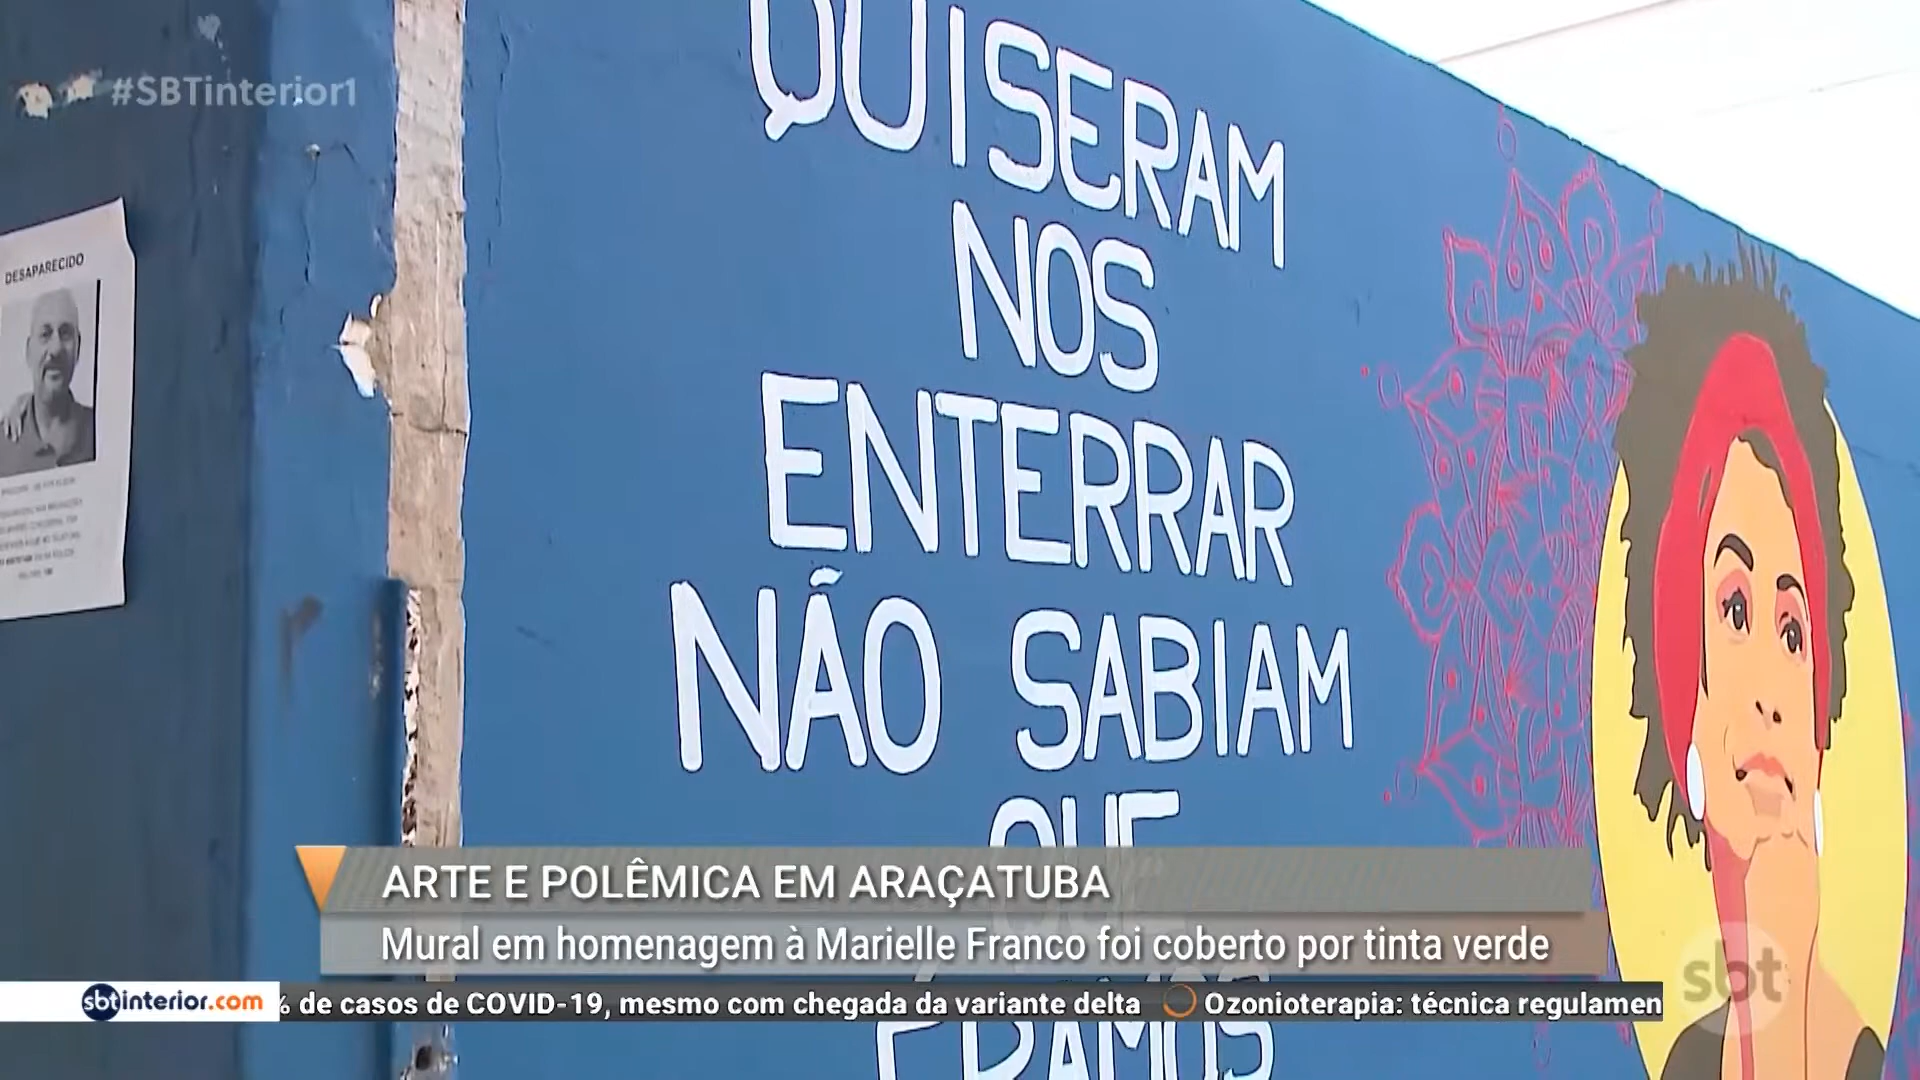 #SBTinterior1
DESAPARECIDO
QUISERAM
NOS
ENTERRAR
NÃO SABIAM
QUE
ÉRAMOS
ARTE E POLÊMICA EM ARAÇATUBA
Mural em homenagem à Marielle Franco foi coberto por tinta verde
sbt
sbtinterior.com % de casos de COVID-19, mesmo com chegada da variante delta Ozonioterapia: técnica regulamen